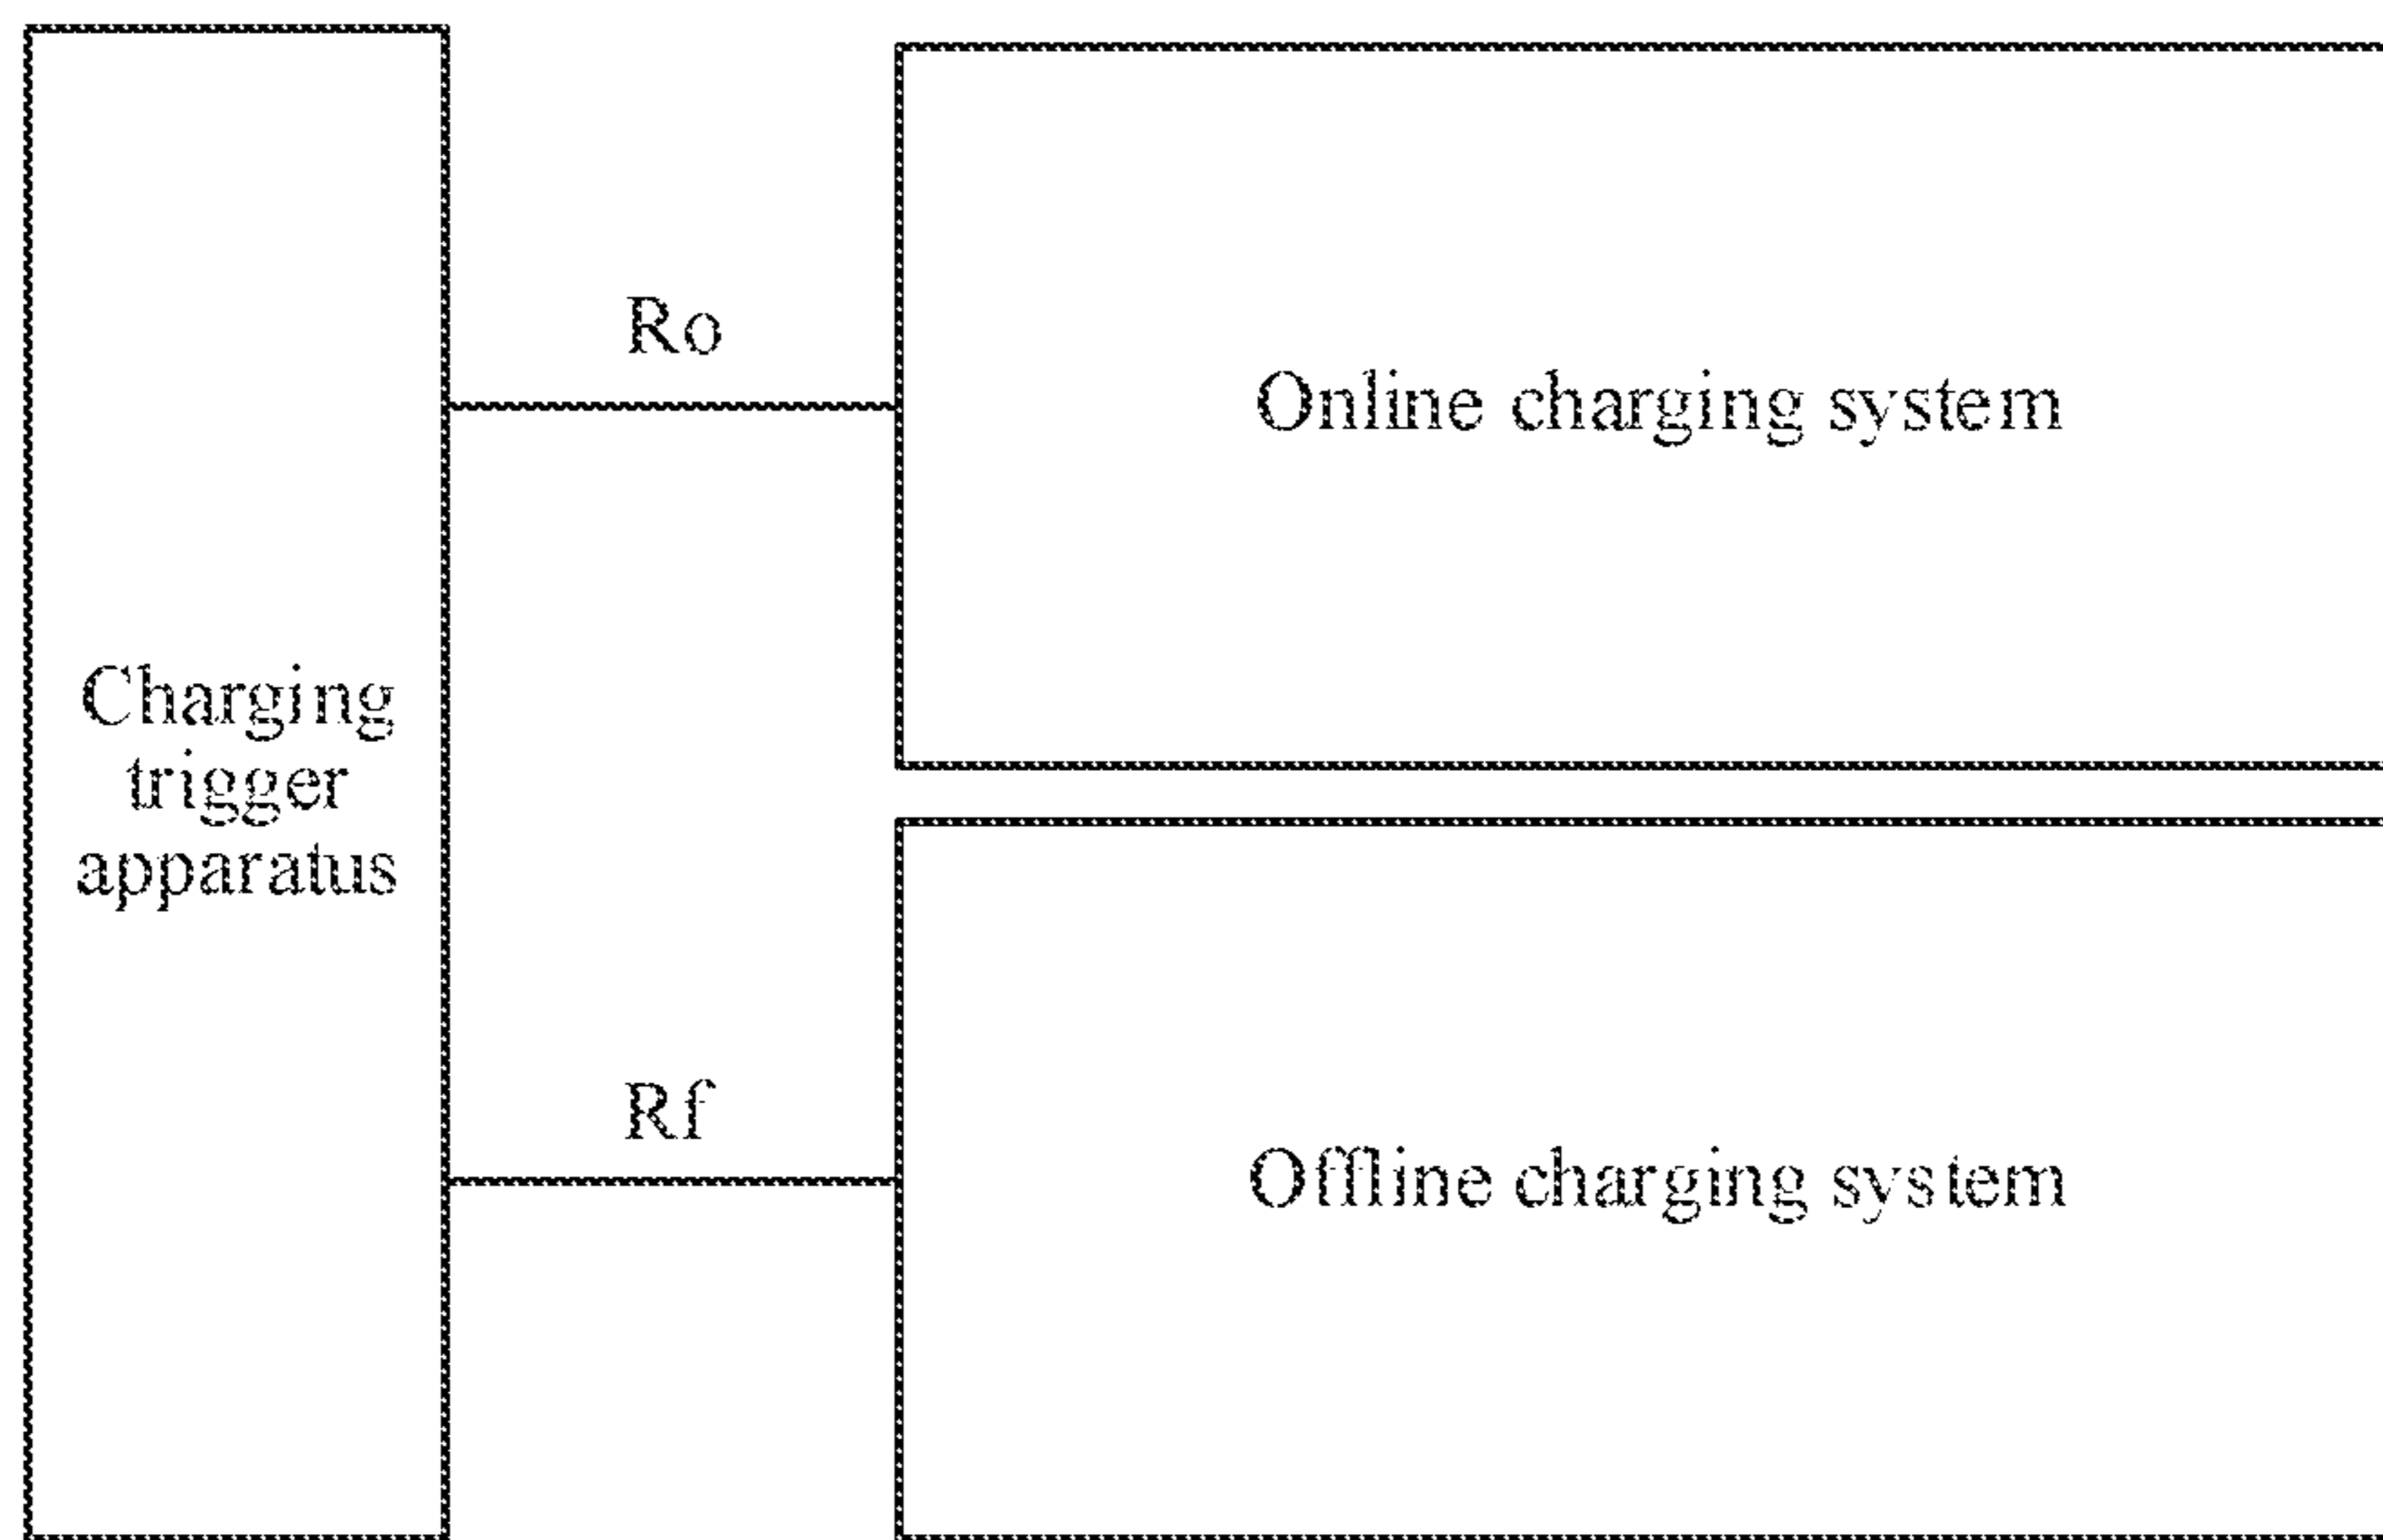 Ro
Online charging system
Charging
trigger
apparatus
Rf
Offline charging system